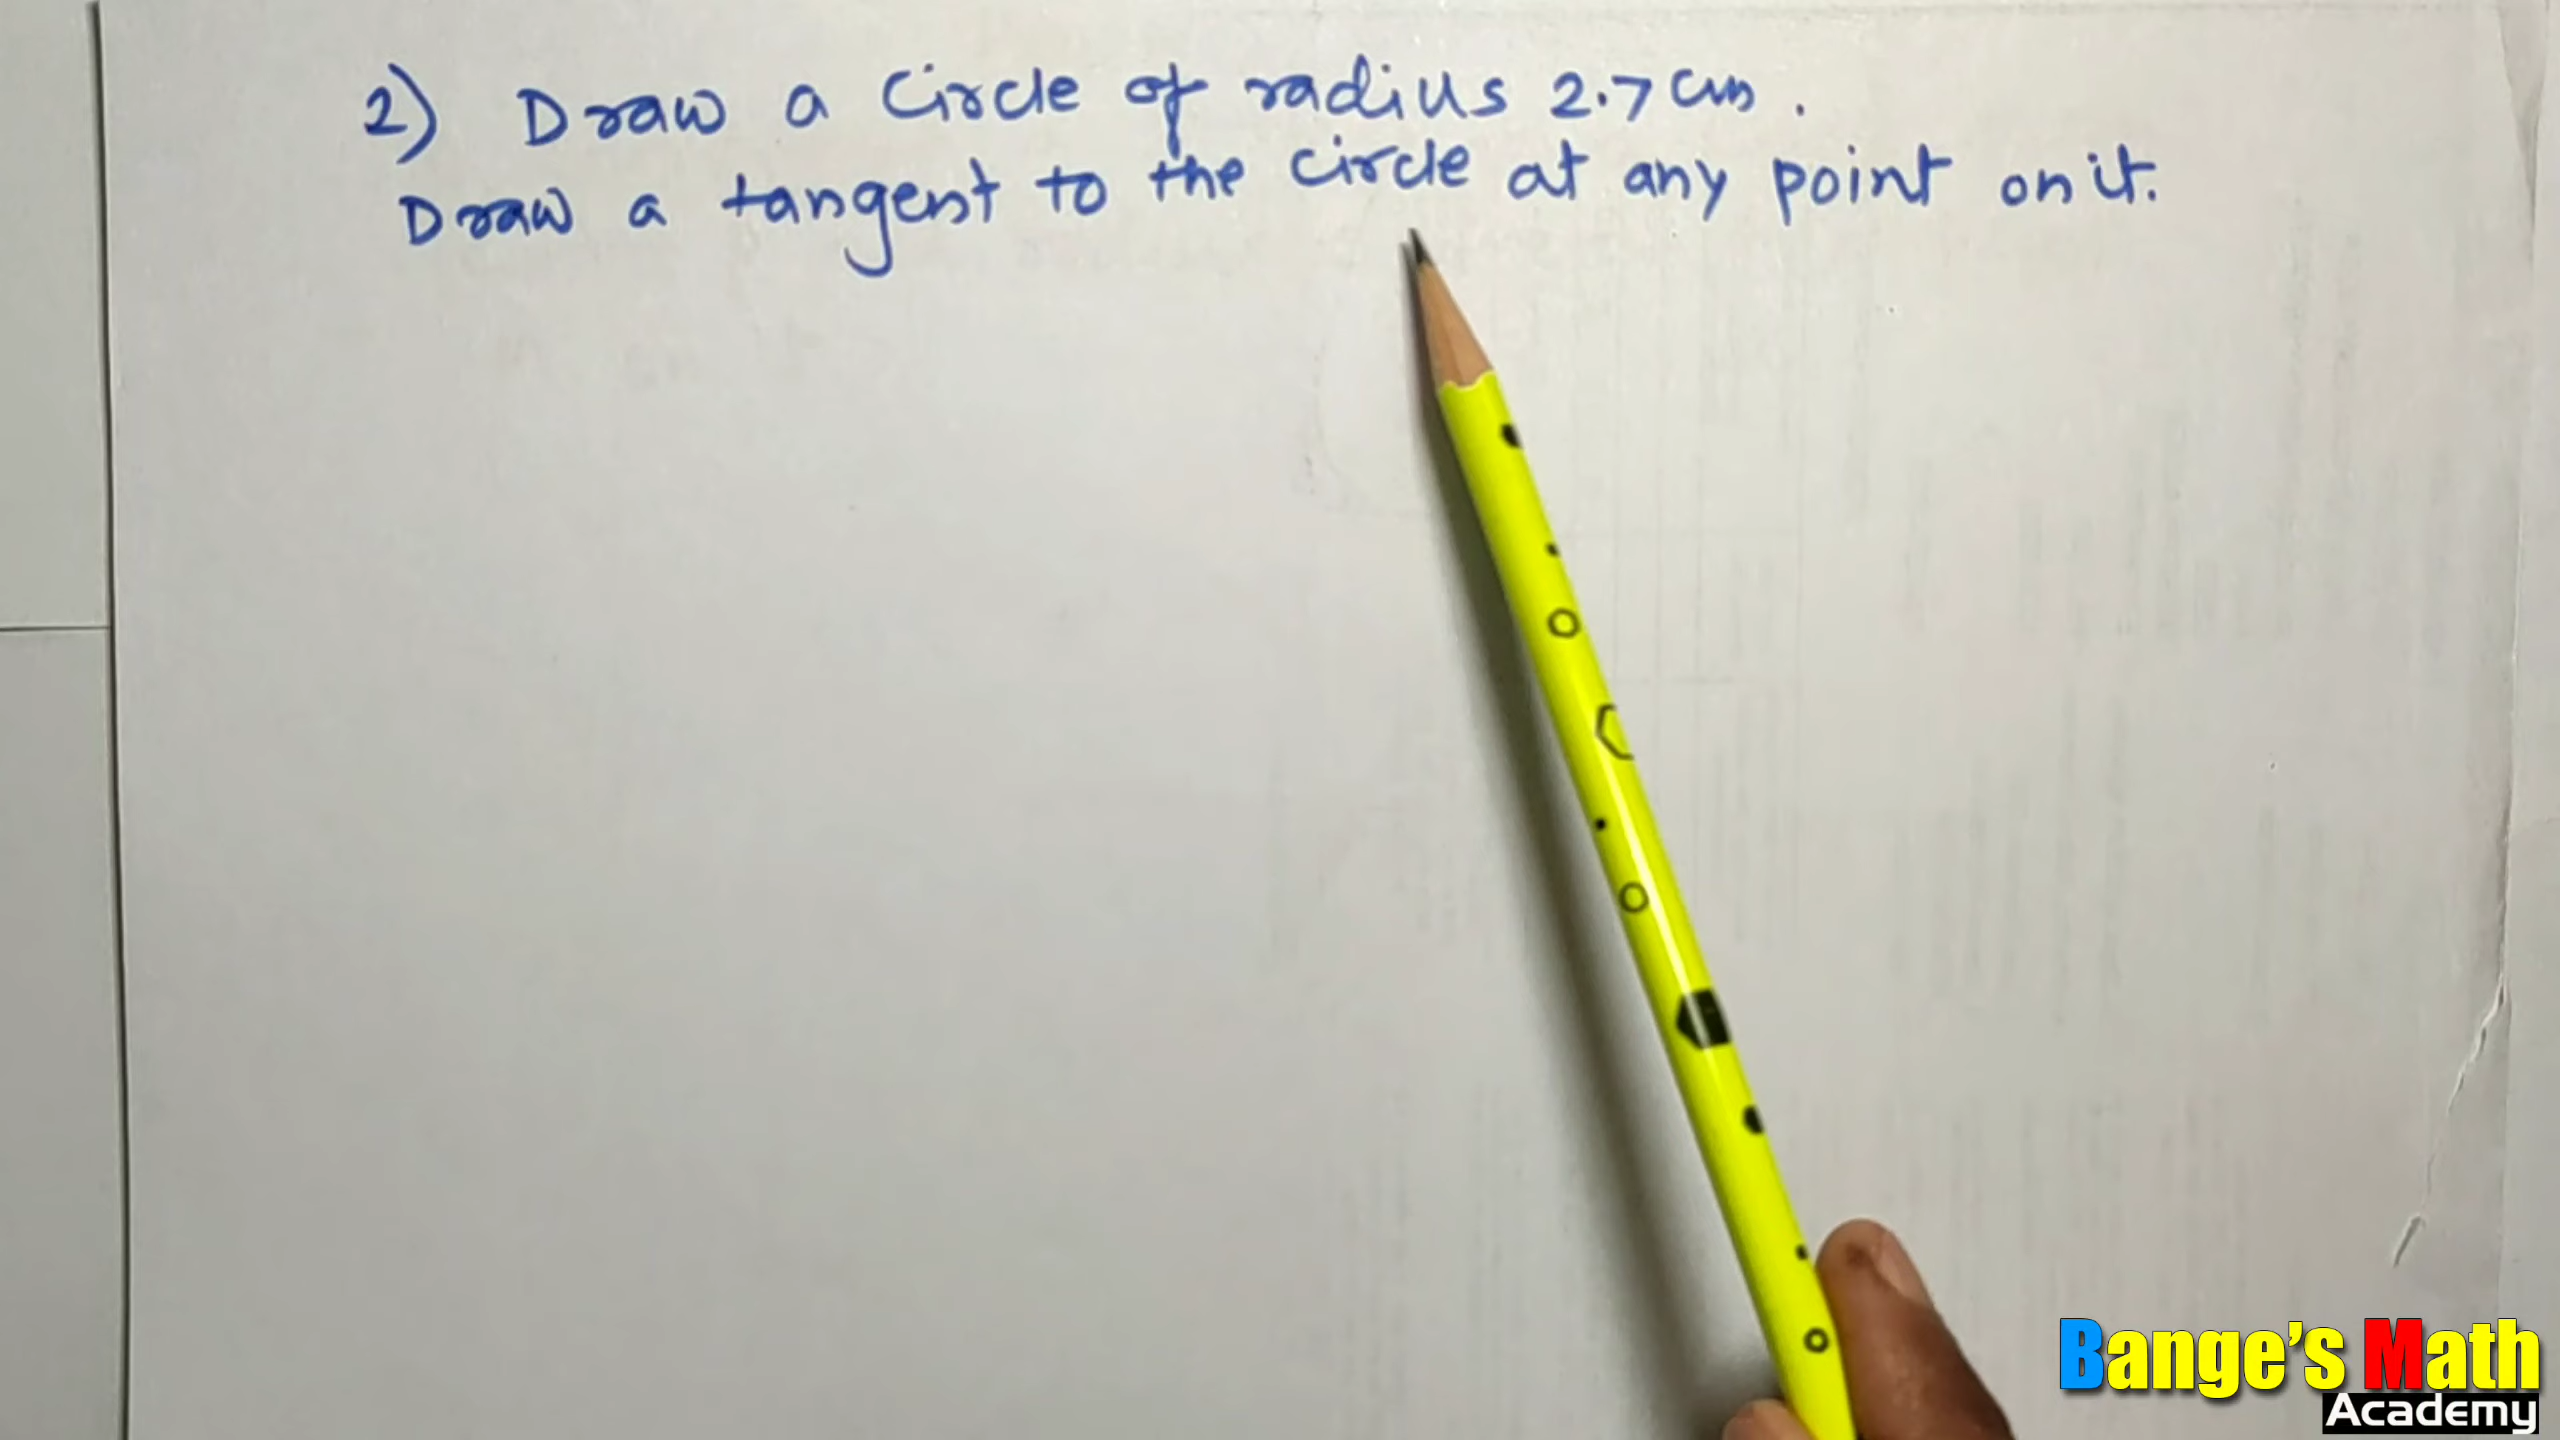 2) Draw a Circle of radius 2.7 cm.
Draw a tangent to the circle at any point on it.
Bange's Math
Academy